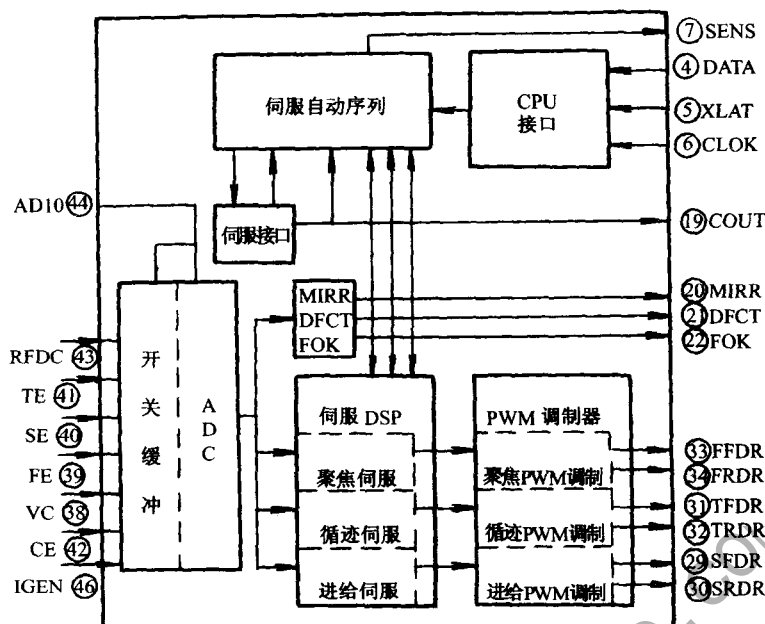 ⑦SENS
④DATA
⑤XLAT
⑥CLOK
伺服自动序列
CPU
接口
AD10㊹
伺服接口
⑲COUT
MIRR
DFCT
FOK
⑳MIRR
㉑DFCT
㉒FOK
RFDC㊸
TE㊶
SE㊵
FE㊴
VC㊳
CE㊷
IGEN㊻
开关缓冲
ADC
伺服 DSP
聚焦伺服
循迹伺服
进给伺服
PWM 调制器
聚焦PWM调制
循迹PWM调制
进给PWM调制
㉝FFDR
㉞FRDR
㉛TFDR
㉜TRDR
㉙SFDR
㉚SRDR